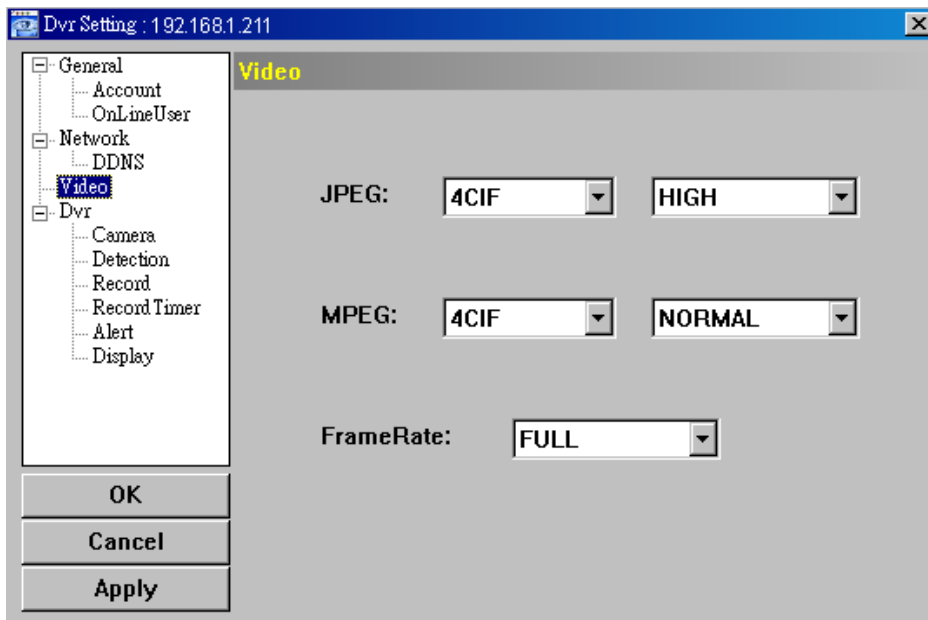 Dvr Setting : 192.168.1.211
General
Account
OnLineUser
Network
DDNS
Video
Dvr
Camera
Detection
Record
Record Timer
Alert
Display
OK
Cancel
Apply
Video
JPEG: 4CIF HIGH
MPEG: 4CIF NORMAL
FrameRate: FULL